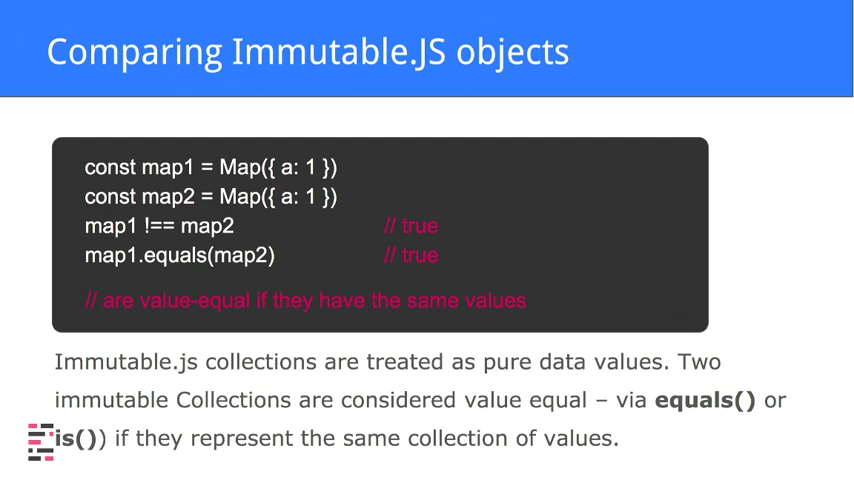 Comparing Immutable.JS objects
const map1 = Map({ a: 1 })
const map2 = Map({ a: 1 })
map1 !== map2 // true
map1.equals(map2) // true
// are value-equal if they have the same values
Immutable.js collections are treated as pure data values. Two
immutable Collections are considered value equal – via equals() or
is()) if they represent the same collection of values.